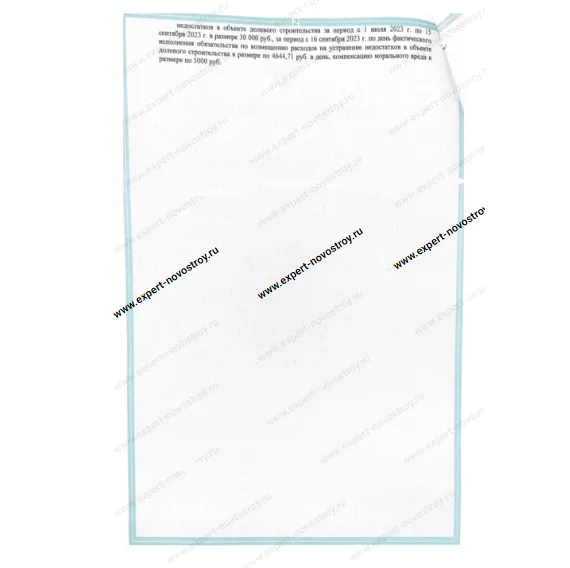 2
недостатков в объекте долевого строительства за период с 1 июля 2023 г. по 15
сентября 2023 г. в размере 30 000 руб., за период с 16 сентября 2023 г. по день фактического
исполнения обязательства по возмещению расходов на устранение недостатков в объекте
долевого строительства в размере по 4644,71 руб. в день, компенсацию морального вреда в
размере по 5000 руб.
www.expert-novostroy.ru
www.expert-novostroy.ru
www.expert-novostroy.ru